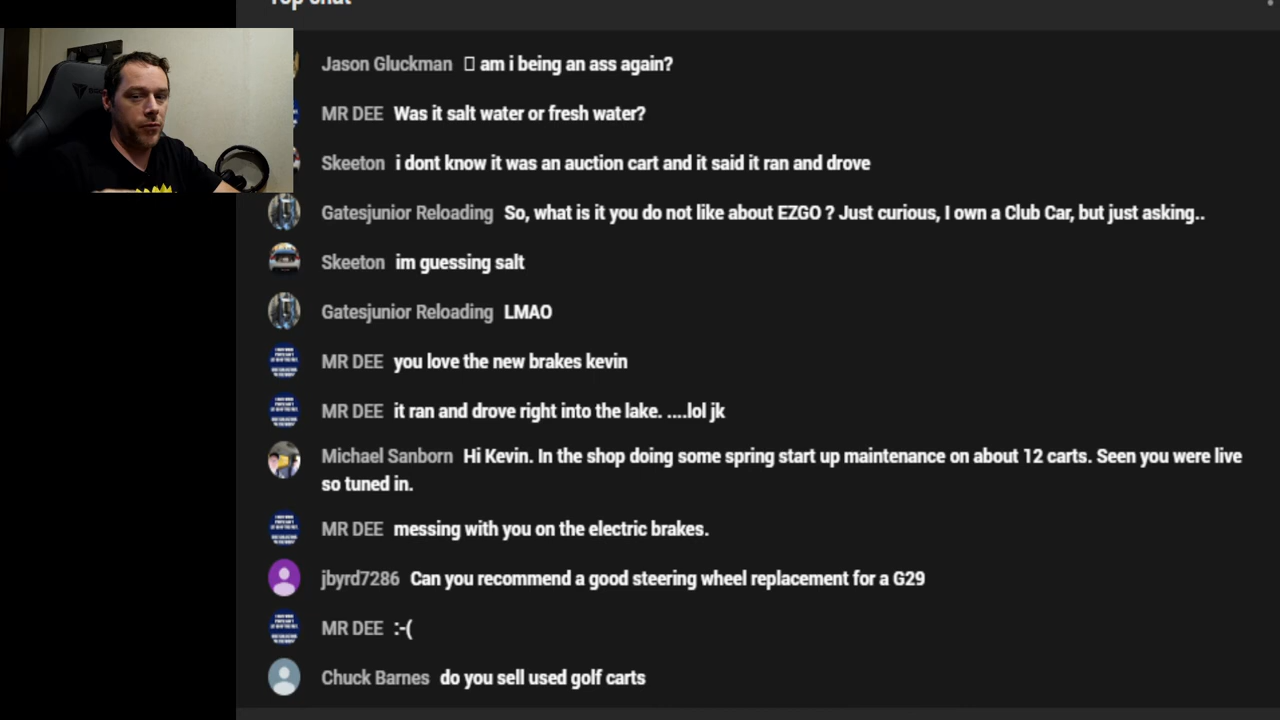 Top chat
Jason Gluckman am i being an ass again?
MR DEE Was it salt water or fresh water?
Skeeton i dont know it was an auction cart and it said it ran and drove
Gatesjunior Reloading So, what is it you do not like about EZGO ? Just curious, I own a Club Car, but just asking..
Skeeton im guessing salt
Gatesjunior Reloading LMAO
MR DEE you love the new brakes kevin
MR DEE it ran and drove right into the lake. ....lol jk
Michael Sanborn Hi Kevin. In the shop doing some spring start up maintenance on about 12 carts. Seen you were live
so tuned in.
MR DEE messing with you on the electric brakes.
jbyrd7286 Can you recommend a good steering wheel replacement for a G29
MR DEE :-(
Chuck Barnes do you sell used golf carts